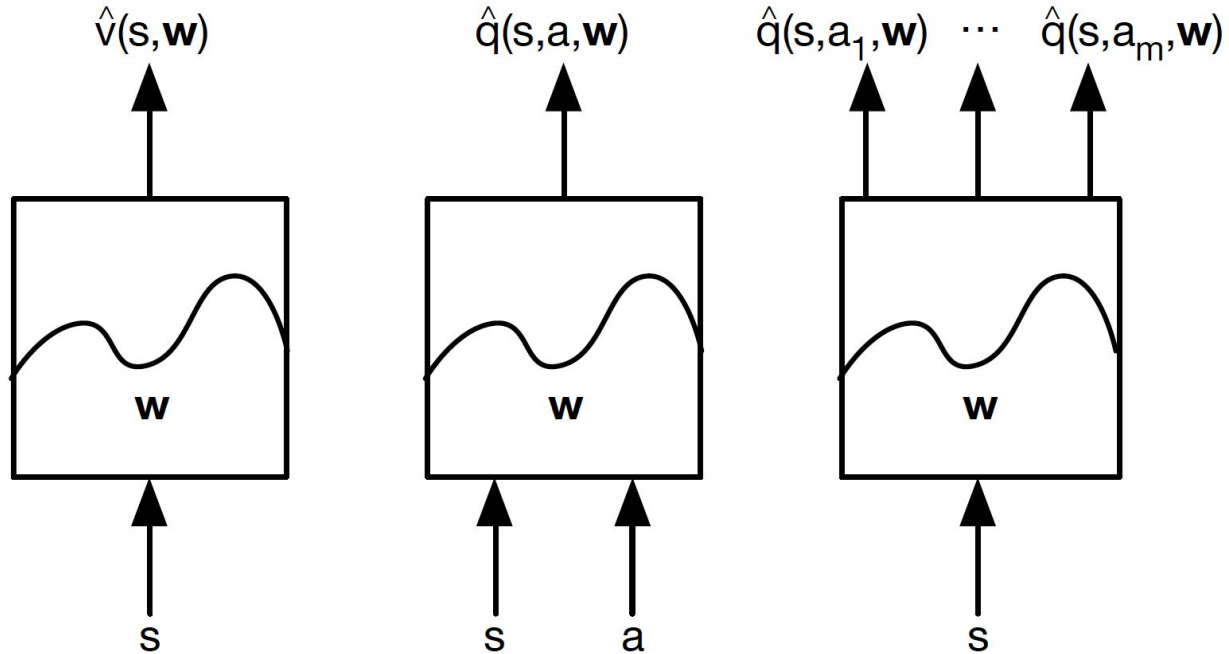 v̂(s,w) q̂(s,a,w) q̂(s,a₁,w) ··· q̂(s,aₘ,w)
w w w
s s a s